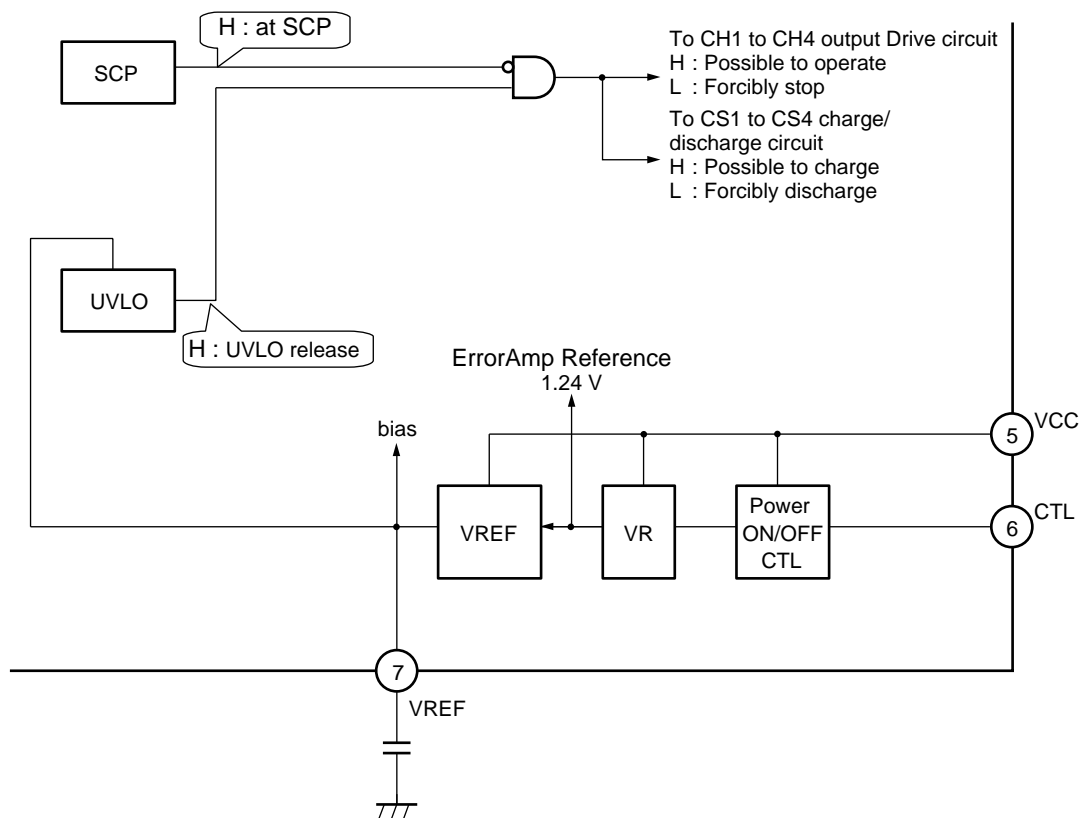 H : at SCP
SCP
To CH1 to CH4 output Drive circuit
H : Possible to operate
L : Forcibly stop
To CS1 to CS4 charge/
discharge circuit
H : Possible to charge
L : Forcibly discharge
UVLO
H : UVLO release
ErrorAmp Reference
1.24 V
bias
5
VCC
VREF
VR
Power
ON/OFF
CTL
6
CTL
7
VREF